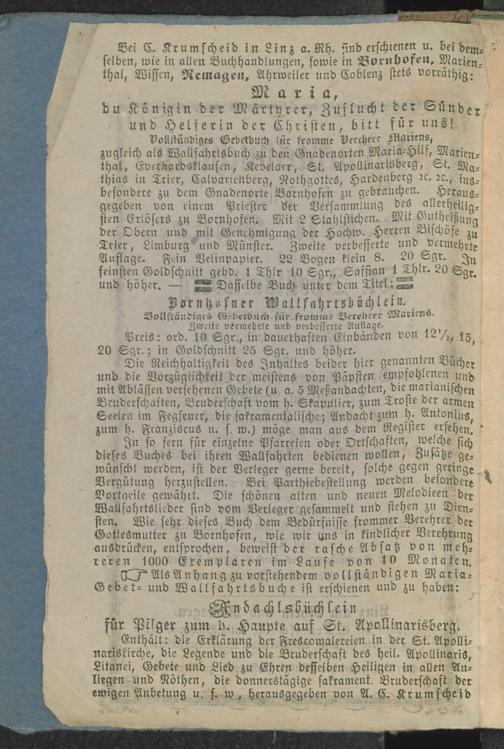 Bei C. Krumscheid in Linz a. Rh. sind erschienen u. bei dem-
selben, wie in allen Buchhandlungen, sowie in Bornhofen, Marien-
thal, Wissen, Remagen, Ahrweiler und Coblenz stets vorräthig:
Maria,
du Königin der Märtyrer, Zuflucht der Sünder
und Helferin der Christen, bitt für uns!
Vollständiges Gebetbuch für fromme Verehrer Mariens,
zugleich als Wallfahrtsbuch zu den Gnadenorten Maria-Hilf, Marien-
thal, Everhardsklausen, Kevelaer, St. Apollinarisberg, St. Ma-
thias in Trier, Calvarienberg, Nothgottes, Hardenberg ꝛc. ꝛc., ins-
besondere zu dem Gnadenorte Bornhofen zu gebrauchen. Heraus-
gegeben von einem Priester der Versammlung des allerheilig-
sten Erlösers zu Bornhofen. Mit 2 Stahlstichen. Mit Gutheißung
der Obern und mit Genehmigung der Hochw. Herren Bischöfe zu
Trier, Limburg und Münster. Zweite verbesserte und vermehrte
Auflage. Fein Velinpapier. 22 Bogen klein 8. 20 Sgr. In
feinsten Goldschnitt gebd. 1 Thlr. 10 Sgr., Saffian 1 Thlr. 20 Sgr.
und höher. — Dasselbe Buch unter dem Titel:
Bornhofner Wallfahrtsbüchlein.
Vollständiges Gebetbuch für fromme Verehrer Mariens.
Zweite vermehrte und verbesserte Auflage.
Preis: ord. 10 Sgr., in dauerhaften Einbänden von 12½, 15,
20 Sgr.; in Goldschnitt 25 Sgr. und höher.
Die Reichhaltigkeit des Inhaltes beider hier genannten Bücher
und die Vorzüglichkeit der meistens von Päpsten empfohlenen und
mit Ablässen versehenen Gebete (u. a. 5 Meßandachten, die marianischen
Bruderschaften, Bruderschaft vom h. Skapulier, zum Troste der armen
Seelen im Fegfeuer, die sakramentalische; Andacht zum h. Antonius,
zum h. Franziscus u. s. w.) möge man aus dem Register ersehen.
In so fern für einzelne Pfarreien oder Ortschaften, welche sich
dieses Buches bei ihren Wallfahrten bedienen wollen, Zusätze ge-
wünscht werden, ist der Verleger gerne bereit, solche gegen geringe
Vergütung herzustellen. Bei Parthiebestellung werden besondere
Vortheile gewährt. Die schönen alten und neuen Melodieen der
Wallfahrtslieder sind vom Verleger gesammelt und stehen zu Dien-
sten. Wie sehr dieses Buch dem Bedürfnisse frommer Verehrer der
Gottesmutter zu Bornhofen, wie wir uns in kindlicher Verehrung
ausdrücken, entsprochen, beweist der rasche Absatz von meh-
reren 1000 Exemplaren im Laufe von 10 Monaten.
☞ Als Anhang zu vorstehendem vollständigen Maria-
Gebet- und Wallfahrtsbuche ist erschienen und zu haben:
Andachtsbüchlein
für Pilger zum h. Haupte auf St. Apollinarisberg.
Enthält: die Erklärung der Frescomalereien in der St. Apolli-
nariskirche, die Legende und die Bruderschaft des heil. Apollinaris,
Litanei, Gebete und Lied zu Ehren desselben Heiligen in allen An-
liegen und Nöthen, die donnerstägige sakrament. Bruderschaft der
ewigen Anbetung u. s. w., herausgegeben von A. C. Krumscheid